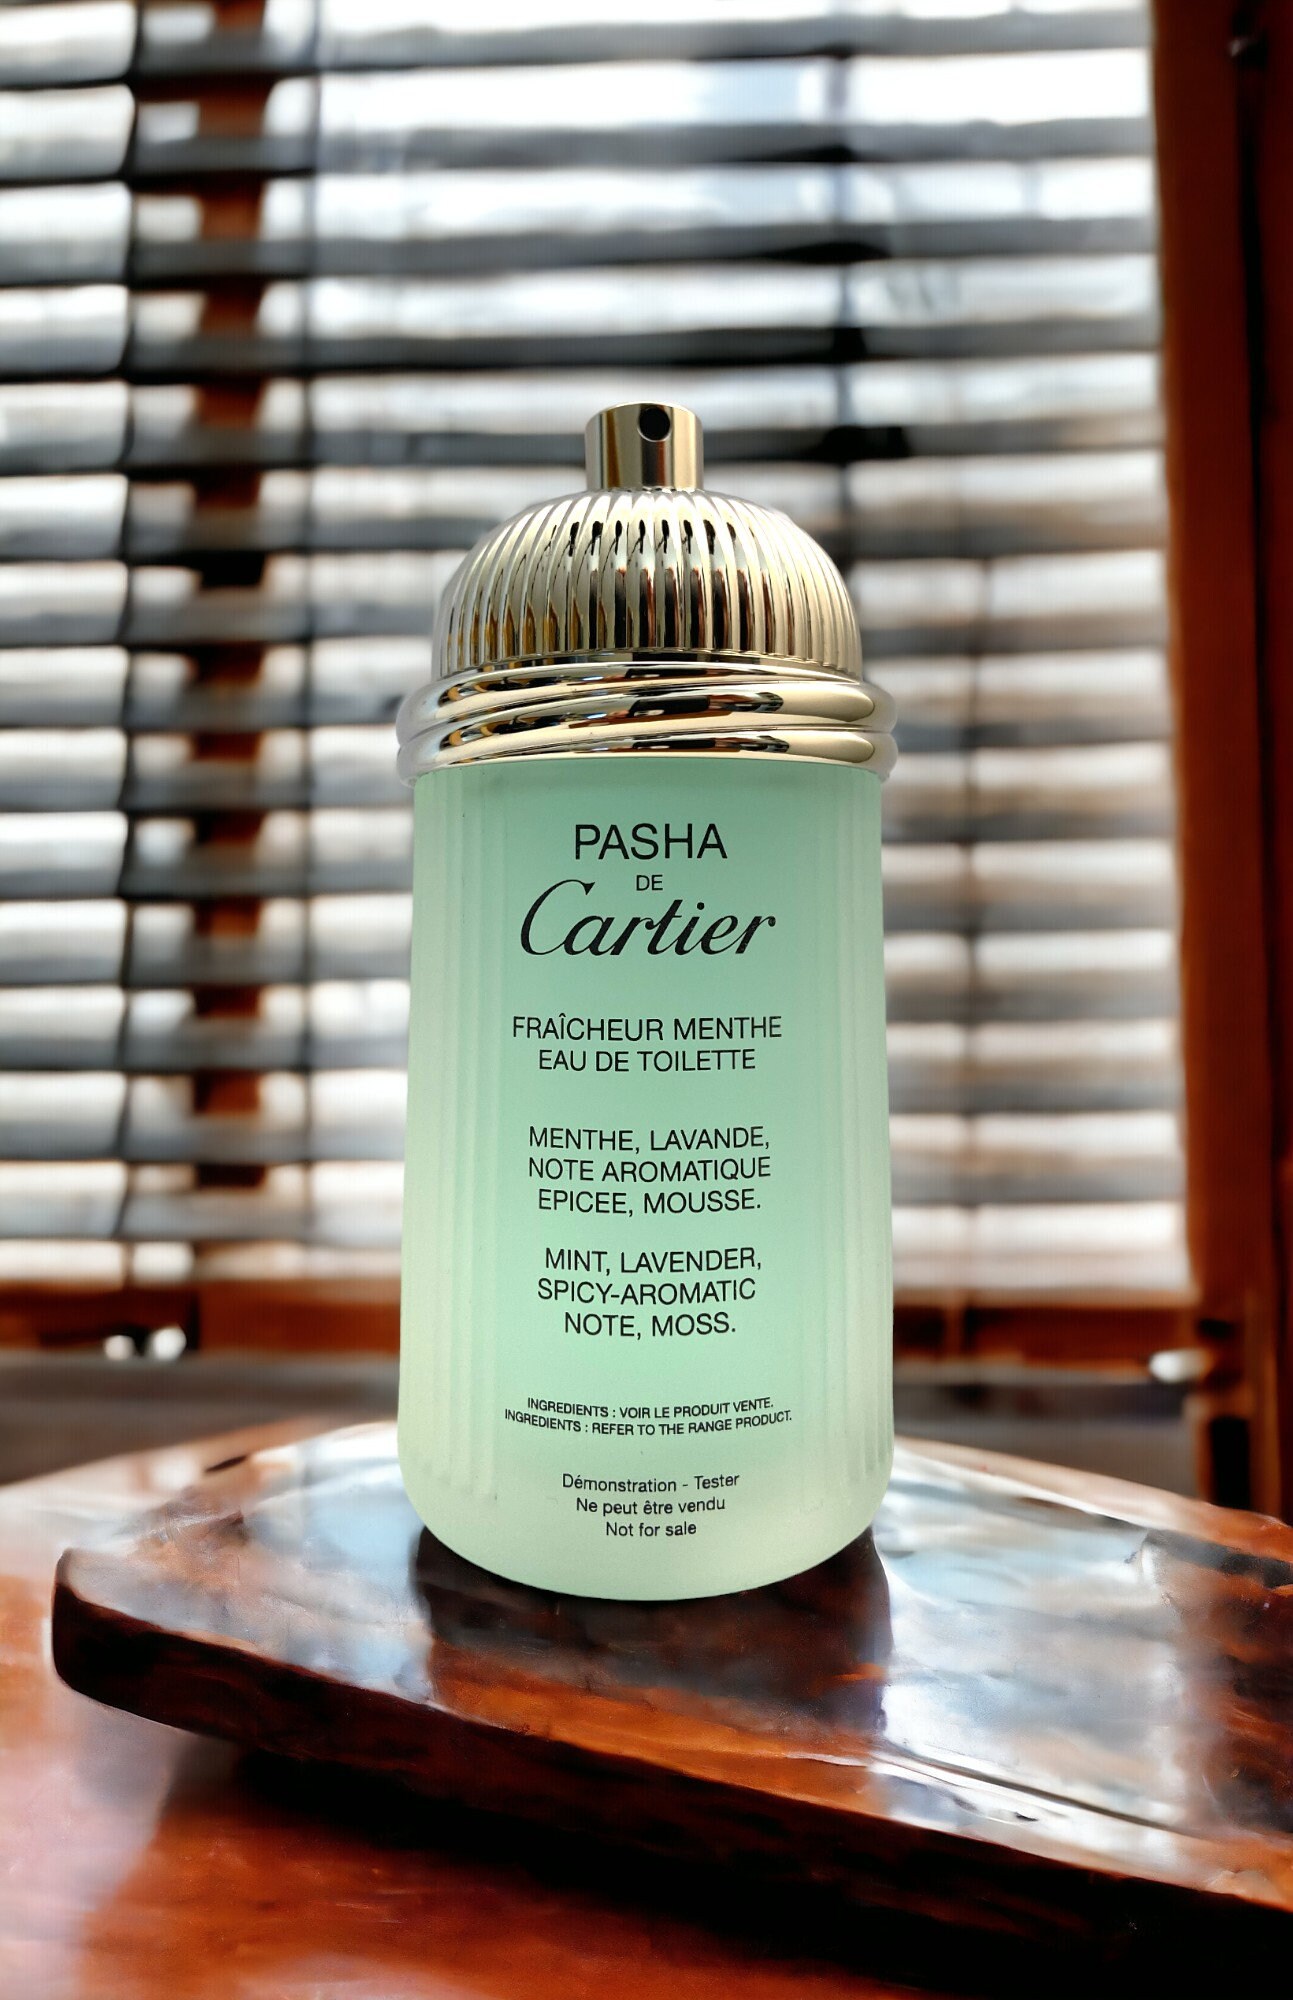 PASHA
DE
Cartier
FRAÎCHEUR MENTHE
EAU DE TOILETTE
MENTHE, LAVANDE,
NOTE AROMATIQUE
EPICEE, MOUSSE.
MINT, LAVENDER,
SPICY-AROMATIC
NOTE, MOSS.
INGREDIENTS : VOIR LE PRODUIT VENTE.
INGREDIENTS : REFER TO THE RANGE PRODUCT.
Démonstration - Tester
Ne peut être vendu
Not for sale